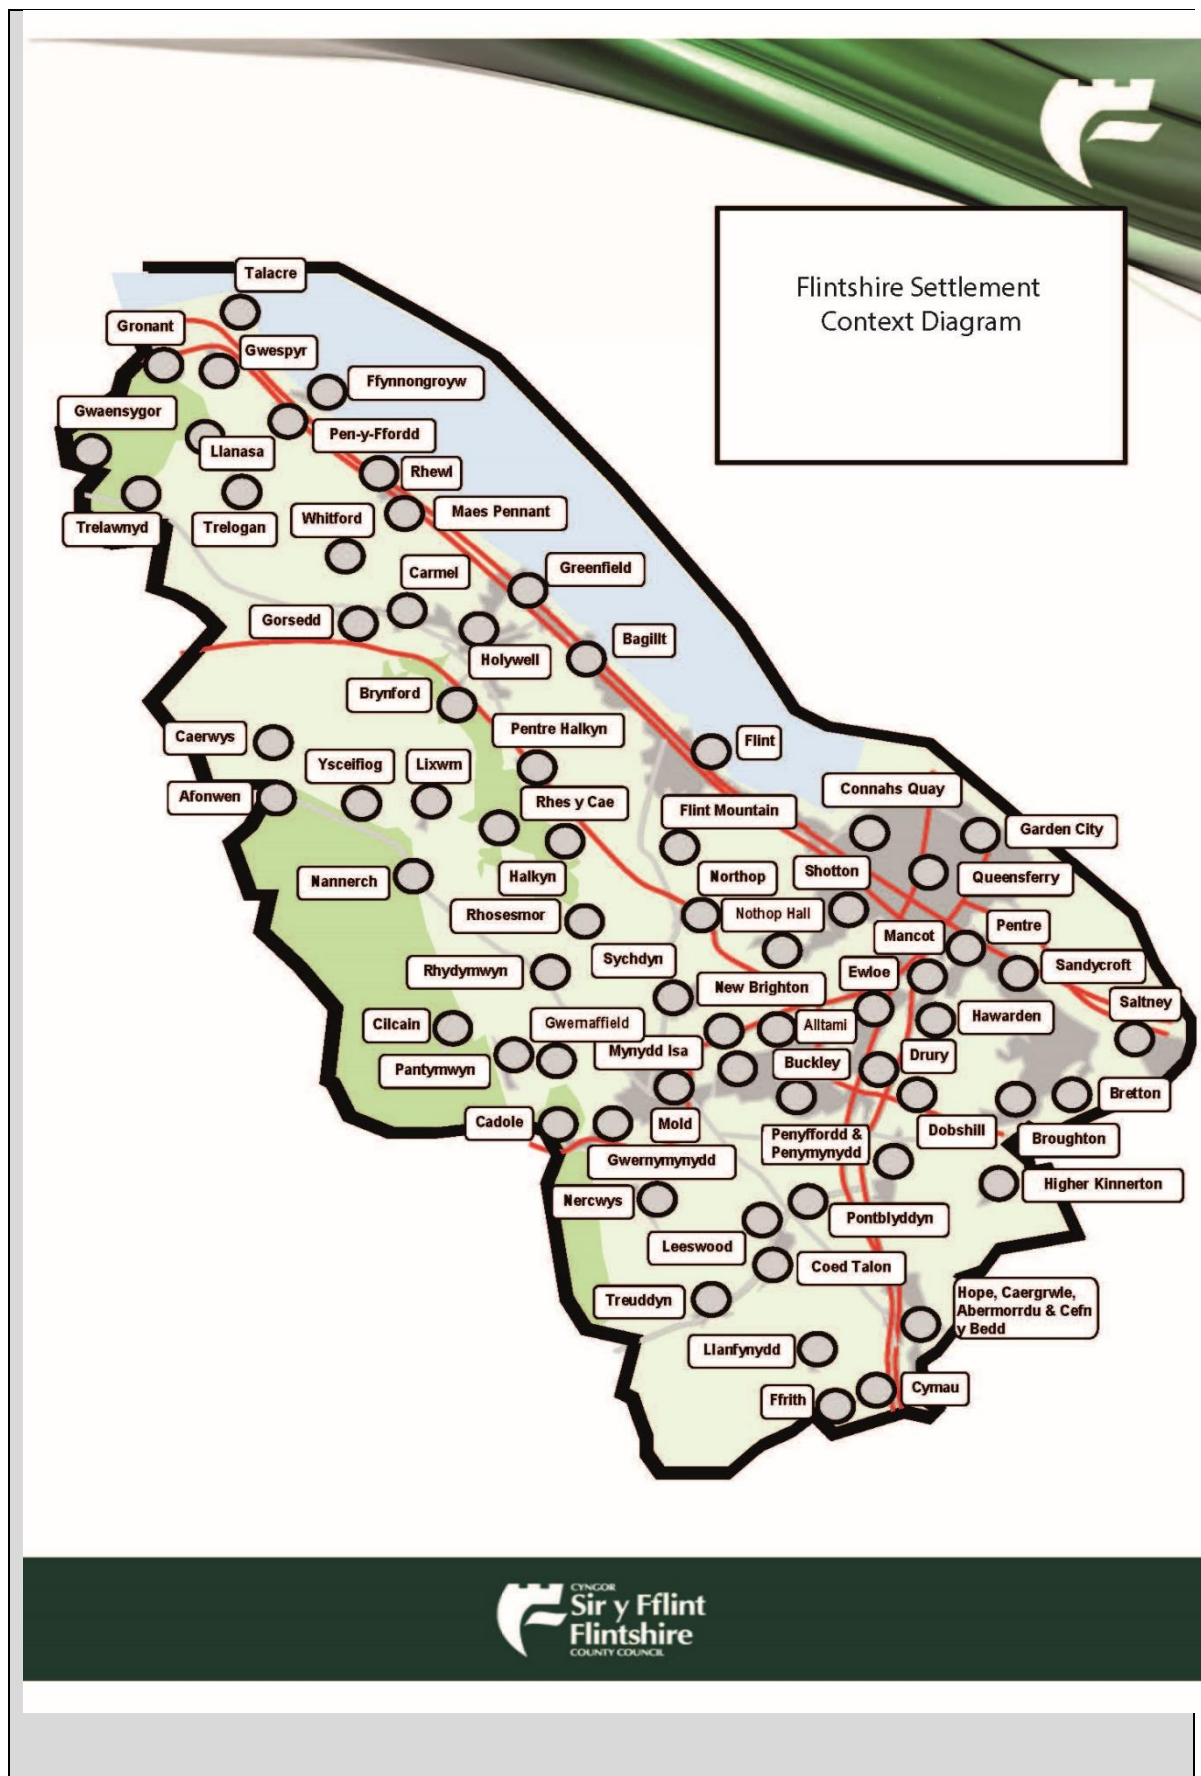 Flintshire Settlement
Context Diagram
Talacre
Gronant
Gwespyr
Ffynnongroyw
Gwaensygor
Pen-y-Ffordd
Llanasa
Rhewl
Trelawnyd
Trelogan
Whitford
Maes Pennant
Carmel
Greenfield
Gorsedd
Holywell
Bagillt
Brynford
Pentre Halkyn
Caerwys
Flint
Ysceifiog
Lixwm
Afonwen
Rhes y Cae
Flint Mountain
Connahs Quay
Garden City
Nannerch
Halkyn
Northop
Shotton
Queensferry
Rhosesmor
Nothop Hall
Mancot
Pentre
Rhydymwyn
Sychdyn
Ewloe
Sandycroft
New Brighton
Saltney
Cilcain
Gwernaffield
Alltami
Hawarden
Pantymwyn
Mynydd Isa
Buckley
Drury
Bretton
Cadole
Mold
Dobshill
Broughton
Penyffordd &
Penymynydd
Gwernymynydd
Higher Kinnerton
Nercwys
Pontblyddyn
Leeswood
Coed Talon
Treuddyn
Hope, Caergrwle,
Abermorrdu & Cefn
y Bedd
Llanfynydd
Ffrith
Cymau
CYNGOR
Sir y Fflint
Flintshire
COUNTY COUNCIL